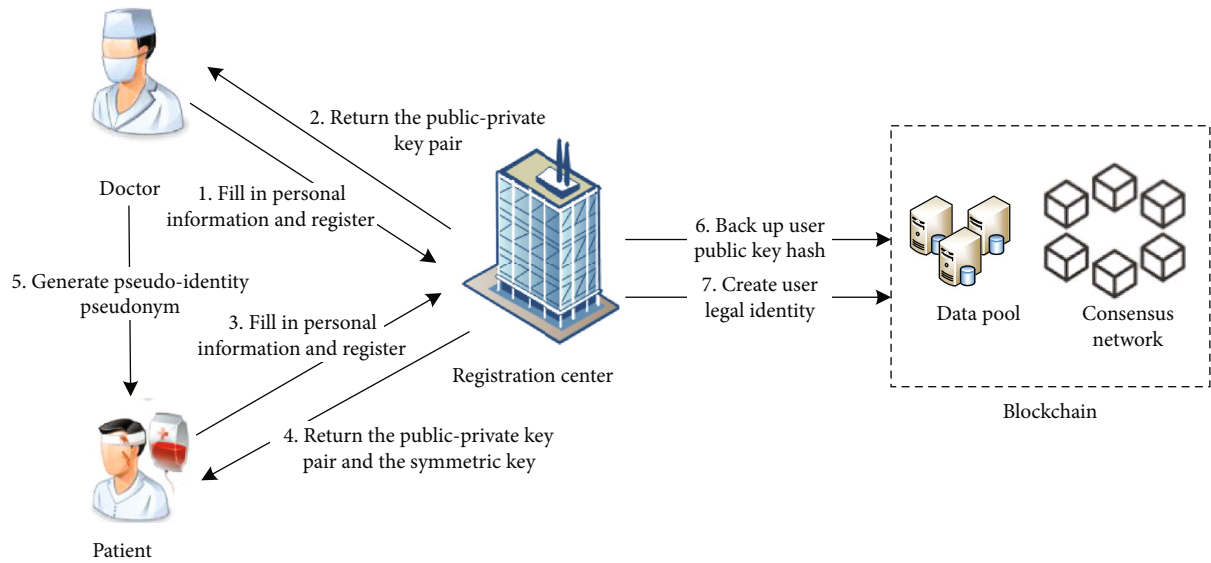 2. Return the public-private
key pair
Doctor
1. Fill in personal
information and register
5. Generate pseudo-identity
pseudonym
3. Fill in personal
information and register
Registration center
4. Return the public-private key
pair and the symmetric key
Patient
6. Back up user
public key hash
7. Create user
legal identity
Data pool
Consensus
network
Blockchain